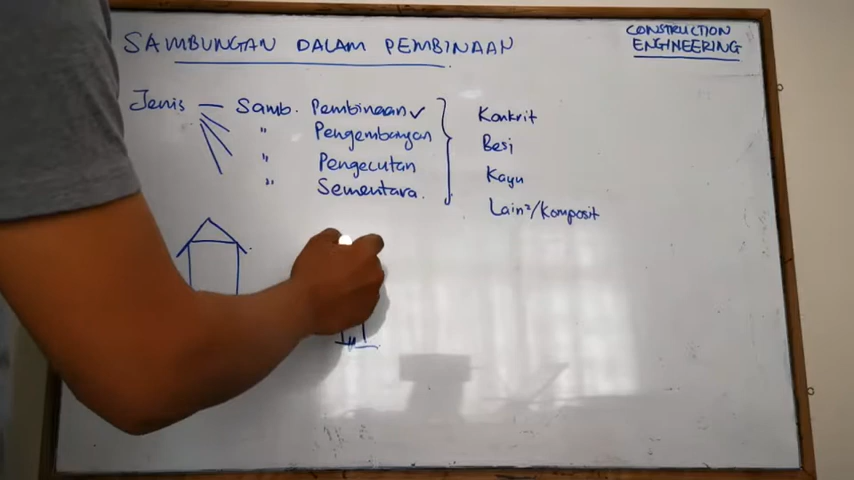 SAMBUNGAN DALAM PEMBINAAN
CONSTRUCTION
ENGINEERING
Jenis — Samb. Pembinaan ✓
" Pengembangan
" Pengecutan
" Sementara.
Konkrit
Besi
Kayu
Lain²/Komposit